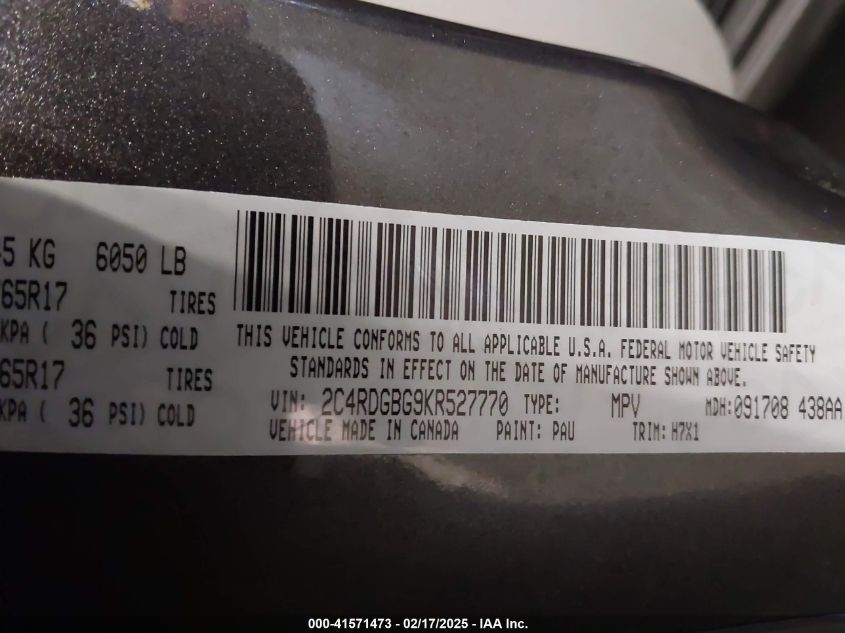 5 KG 6050 LB
65R17 TIRES
KPA ( 36 PSI) COLD
65R17 TIRES
KPA ( 36 PSI) COLD
THIS VEHICLE CONFORMS TO ALL APPLICABLE U.S.A. FEDERAL MOTOR VEHICLE SAFETY
STANDARDS IN EFFECT ON THE DATE OF MANUFACTURE SHOWN ABOVE.
VIN: 2C4RDGBG9KR527770 TYPE: MPV MDH:091708 438AA
VEHICLE MADE IN CANADA PAINT: PAU TRIM: H7X1
000-41571473 - 02/17/2025 - IAA Inc.